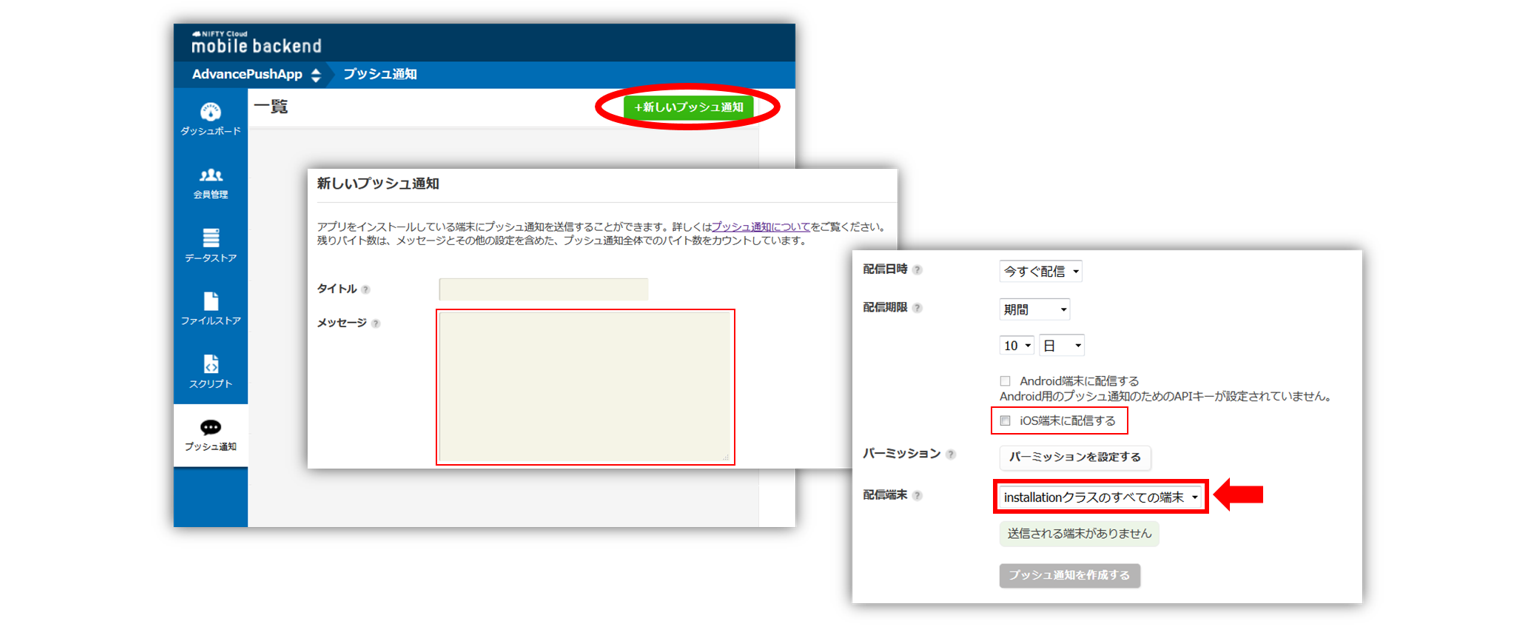 NIFTY Cloud
mobile backend
AdvancePushApp プッシュ通知
ダッシュボード
会員管理
データストア
ファイルストア
スクリプト
プッシュ通知
一覧
+新しいプッシュ通知
新しいプッシュ通知
アプリをインストールしている端末にプッシュ通知を送信することができます。詳しくはプッシュ通知についてをご覧ください。
残りバイト数は、メッセージとその他の設定を含めた、プッシュ通知全体でのバイト数をカウントしています。
タイトル ?
メッセージ ?
配信日時 ? 今すぐ配信
配信期限 ? 期間
10 日
Android端末に配信する
Android用のプッシュ通知のためのAPIキーが設定されていません。
iOS端末に配信する
パーミッション ? パーミッションを設定する
配信端末 ? installationクラスのすべての端末
送信される端末がありません
プッシュ通知を作成する